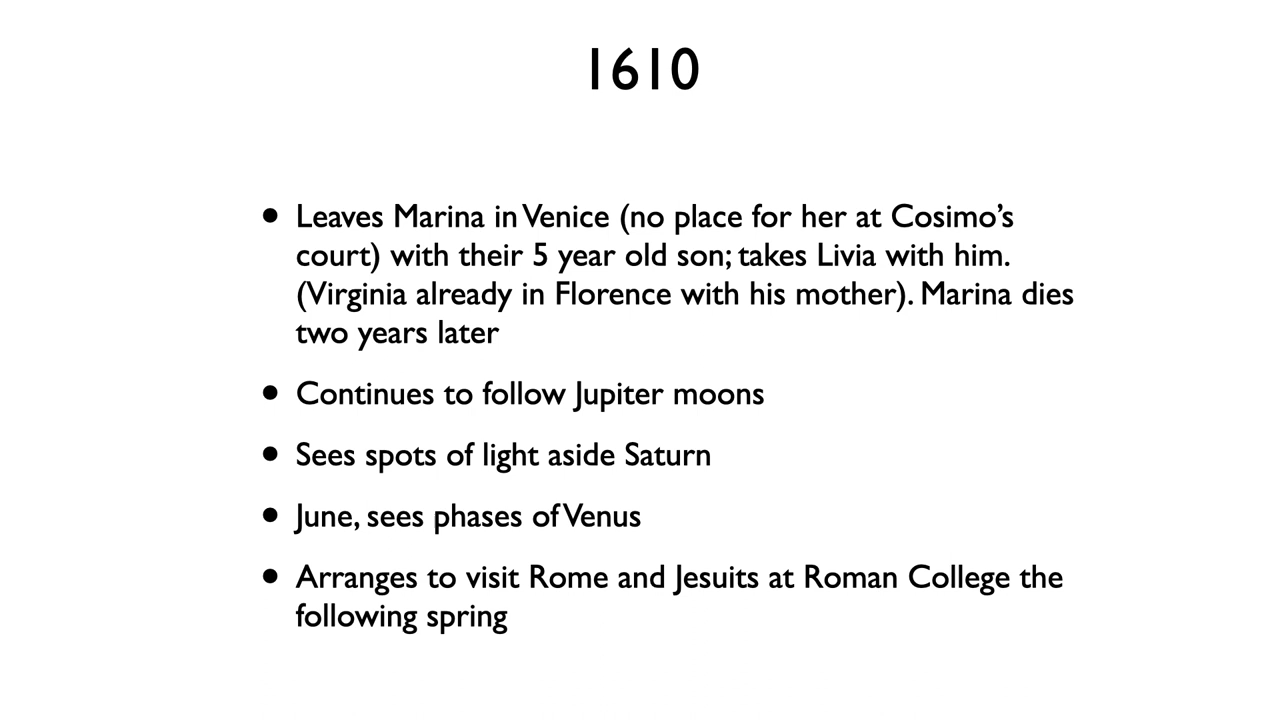 1610
• Leaves Marina in Venice (no place for her at Cosimo's
court) with their 5 year old son; takes Livia with him.
(Virginia already in Florence with his mother). Marina dies
two years later
• Continues to follow Jupiter moons
• Sees spots of light aside Saturn
• June, sees phases of Venus
• Arranges to visit Rome and Jesuits at Roman College the
following spring